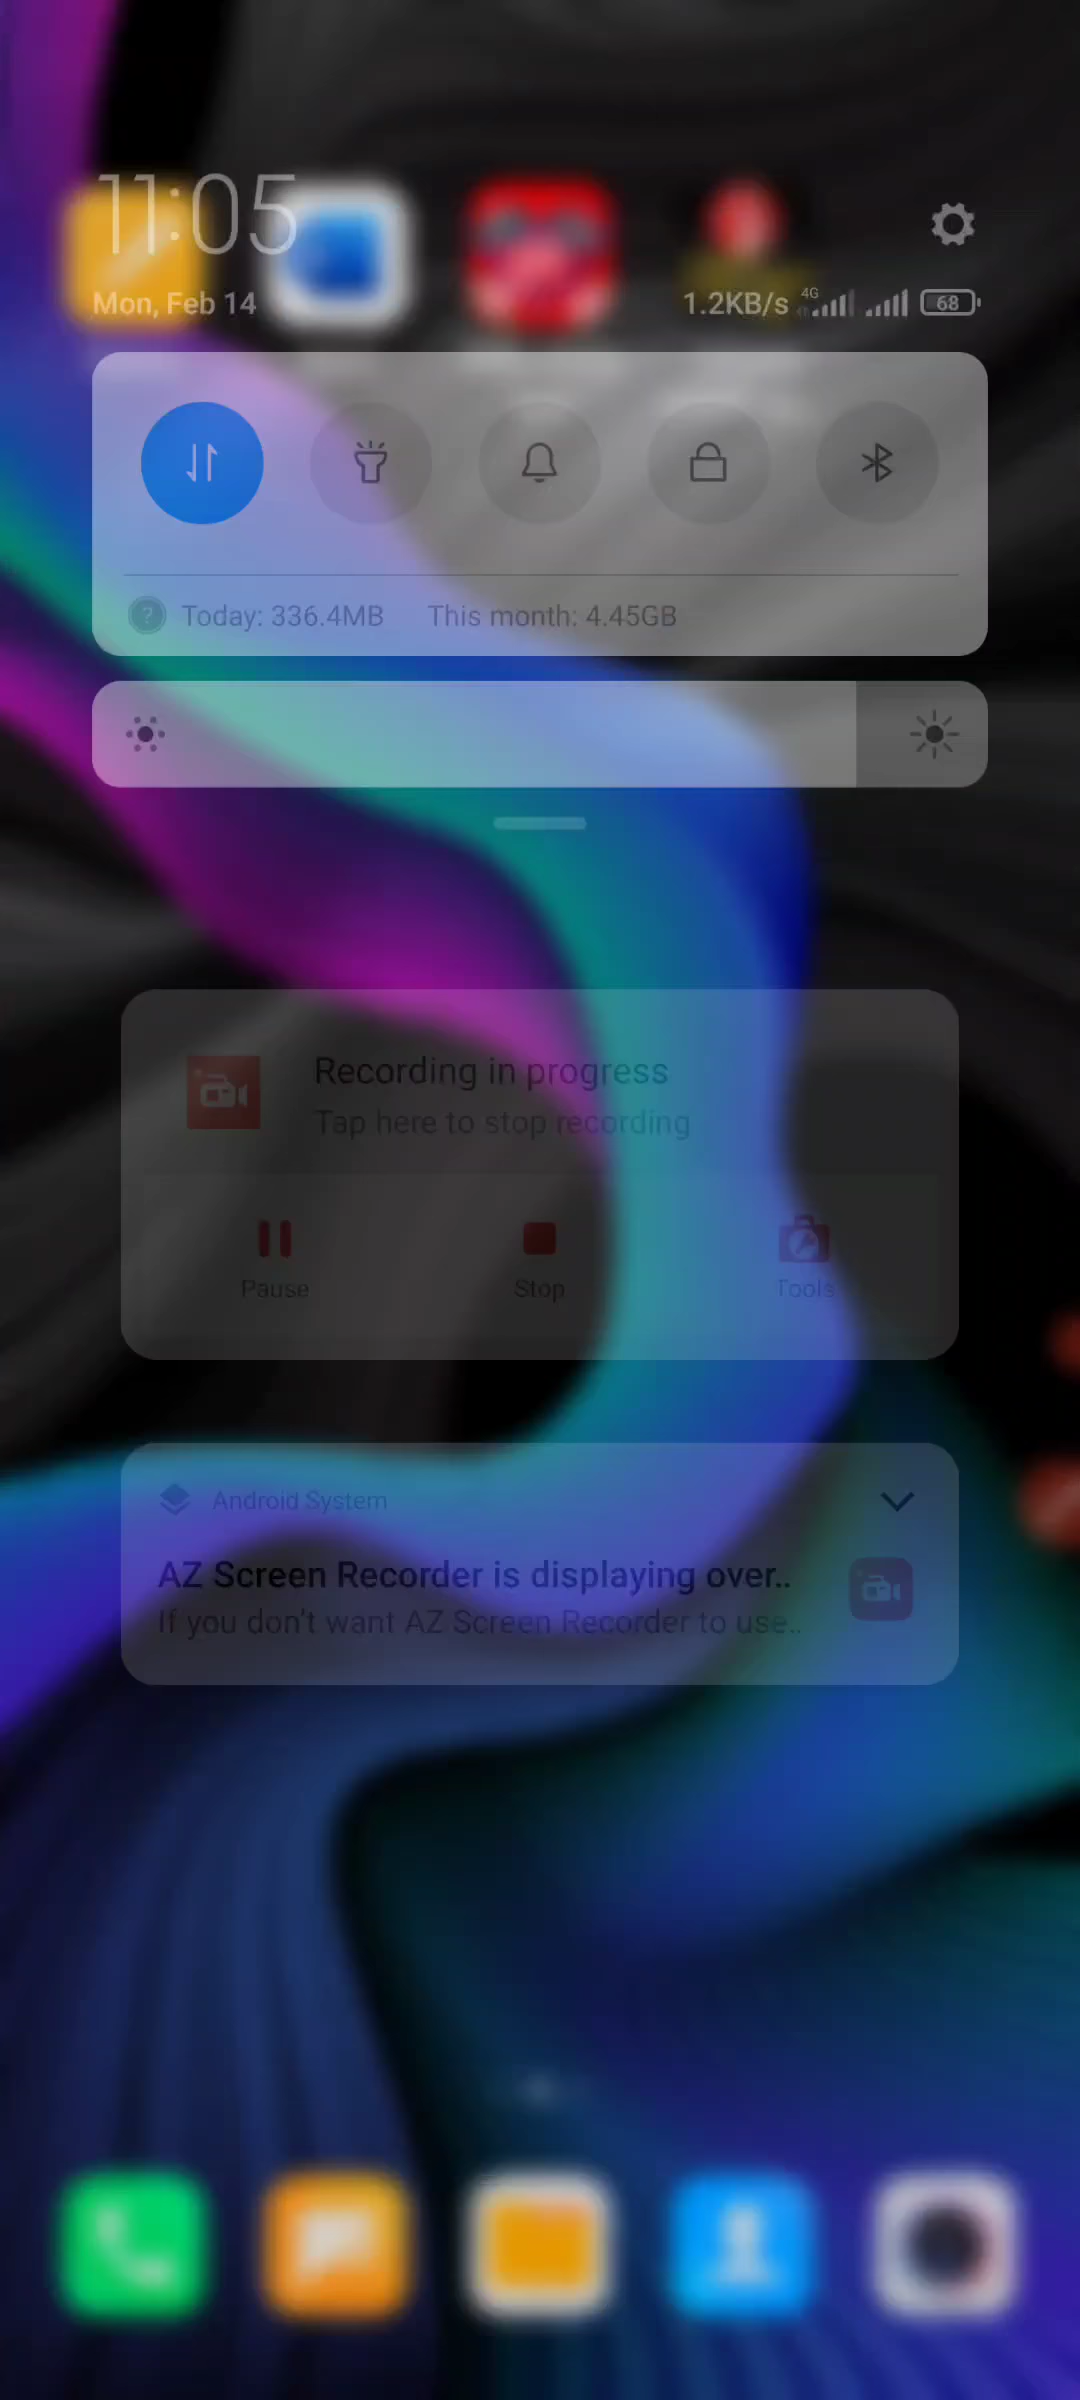 11:05
Mon, Feb 14
1.2KB/s 4G 68
Today: 336.4MB This month: 4.45GB
Recording in progress
Tap here to stop recording
Pause Stop Tools
Android System
AZ Screen Recorder is displaying over..
If you don't want AZ Screen Recorder to use..